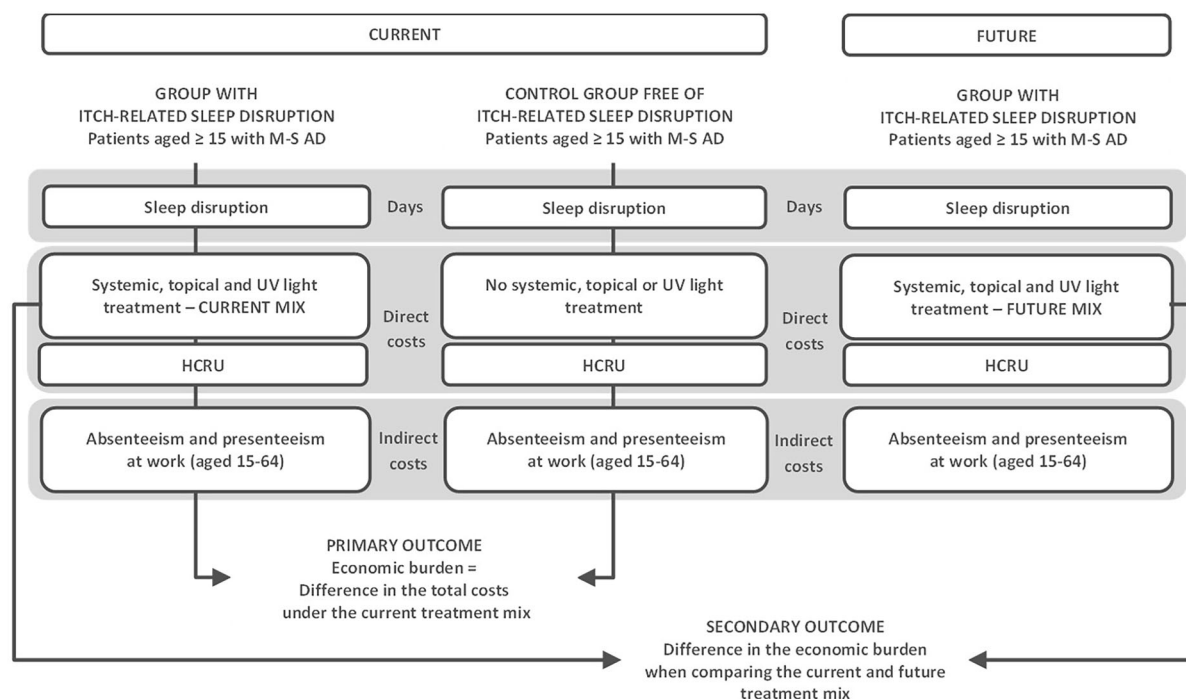 CURRENT
FUTURE
GROUP WITH
ITCH-RELATED SLEEP DISRUPTION
Patients aged ≥ 15 with M-S AD
CONTROL GROUP FREE OF
ITCH-RELATED SLEEP DISRUPTION
Patients aged ≥ 15 with M-S AD
GROUP WITH
ITCH-RELATED SLEEP DISRUPTION
Patients aged ≥ 15 with M-S AD
Sleep disruption
Days
Sleep disruption
Days
Sleep disruption
Systemic, topical and UV light
treatment – CURRENT MIX
Direct
costs
No systemic, topical or UV light
treatment
Direct
costs
Systemic, topical and UV light
treatment – FUTURE MIX
HCRU
HCRU
HCRU
Absenteeism and presenteeism
at work (aged 15-64)
Indirect
costs
Absenteeism and presenteeism
at work (aged 15-64)
Indirect
costs
Absenteeism and presenteeism
at work (aged 15-64)
PRIMARY OUTCOME
Economic burden =
Difference in the total costs
under the current treatment mix
SECONDARY OUTCOME
Difference in the economic burden
when comparing the current and future
treatment mix